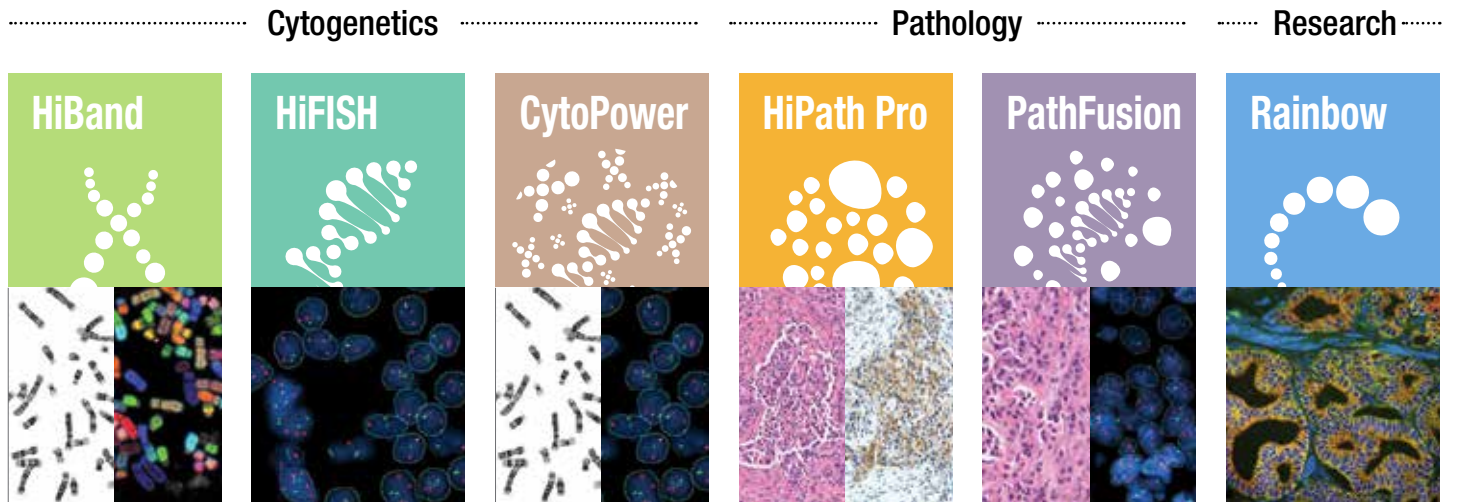 Cytogenetics
Pathology
Research
HiBand
HiFISH
CytoPower
HiPath Pro
PathFusion
Rainbow